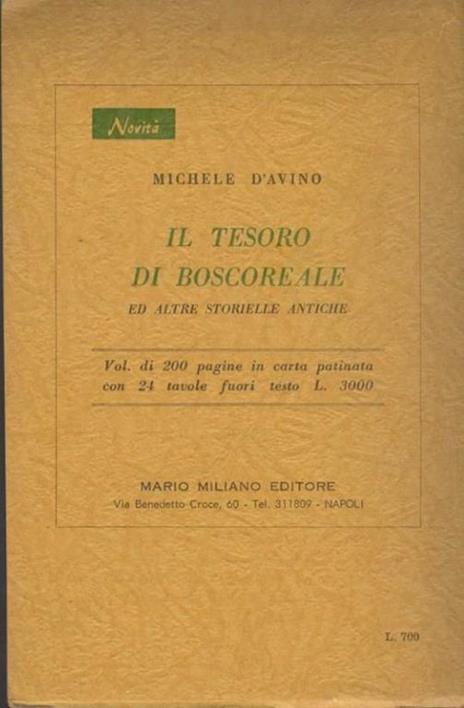 Novità
MICHELE D'AVINO
IL TESORO
DI BOSCOREALE
ED ALTRE STORIELLE ANTICHE
Vol. di 200 pagine in carta patinata
con 24 tavole fuori testo L. 3000
MARIO MILIANO EDITORE
Via Benedetto Croce, 60 - Tel. 311809 - NAPOLI
L. 700